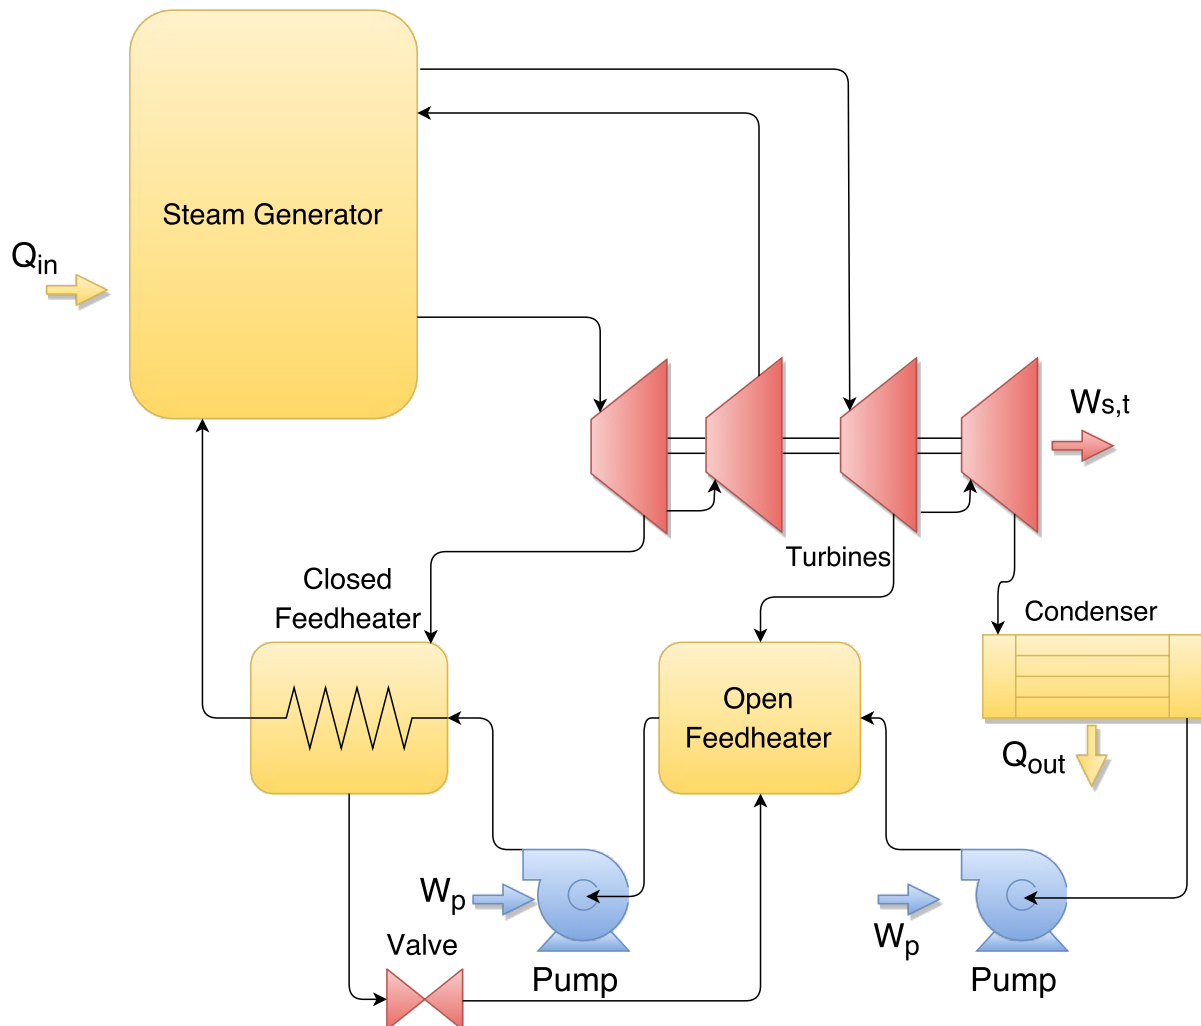 Steam Generator
Qin
Ws,t
Turbines
Closed
Feedheater
Condenser
Open
Feedheater
Qout
Wp
Wp
Valve
Pump
Pump